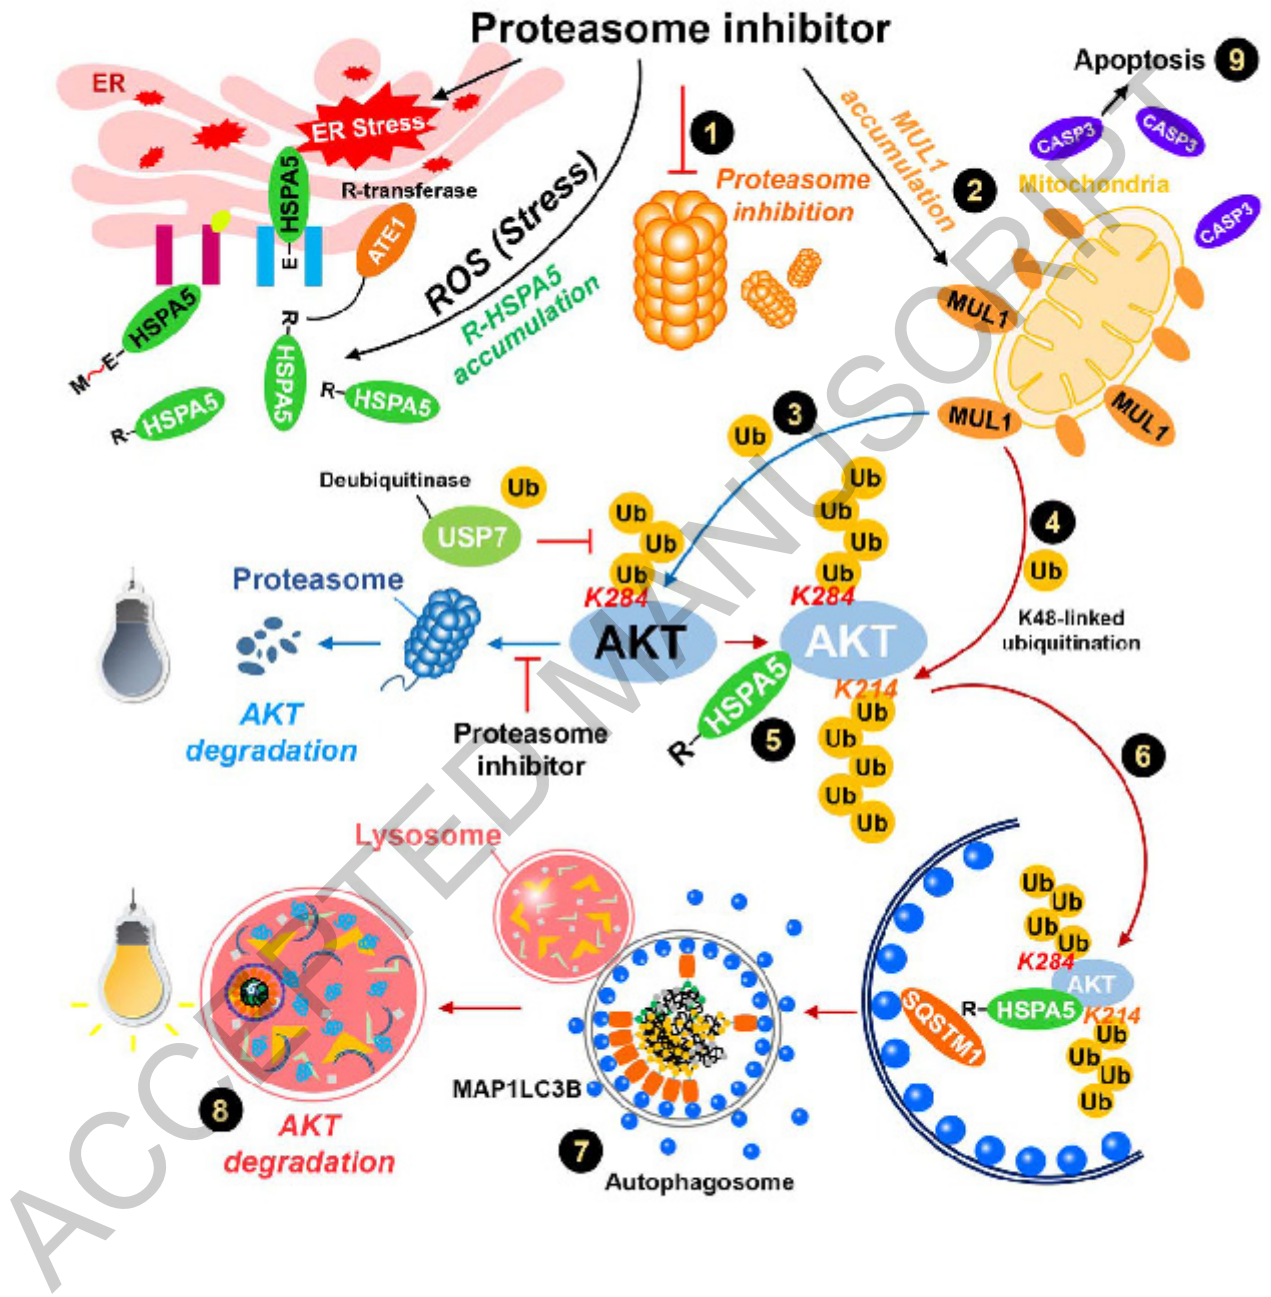 Proteasome inhibitor
Apoptosis 9
ER
ER Stress
HSPA5
E
R-transferase
ATE1
ROS (Stress)
R-HSPA5
accumulation
1
Proteasome
inhibition
MUL1
accumulation
2
CASP3
CASP3
CASP3
Mitochondria
MUL1
MUL1
MUL1
HSPA5
M~E-
R-
HSPA5
R-HSPA5
R-HSPA5
Ub
3
Deubiquitinase
Ub
USP7
Ub
Ub
Ub
K284
AKT
Ub
Ub
Ub
Ub
K284
AKT
K214
Ub
Ub
Ub
Ub
Ub
4
Ub
K48-linked
ubiquitination
Proteasome
AKT
degradation
Proteasome
inhibitor
R-HSPA5
5
6
Lysosome
Ub
Ub
Ub
Ub
K284
AKT
R-HSPA5
K214
SQSTM1
Ub
Ub
Ub
Ub
MAP1LC3B
7
Autophagosome
8
AKT
degradation
ACCEPTED MANUSCRIPT